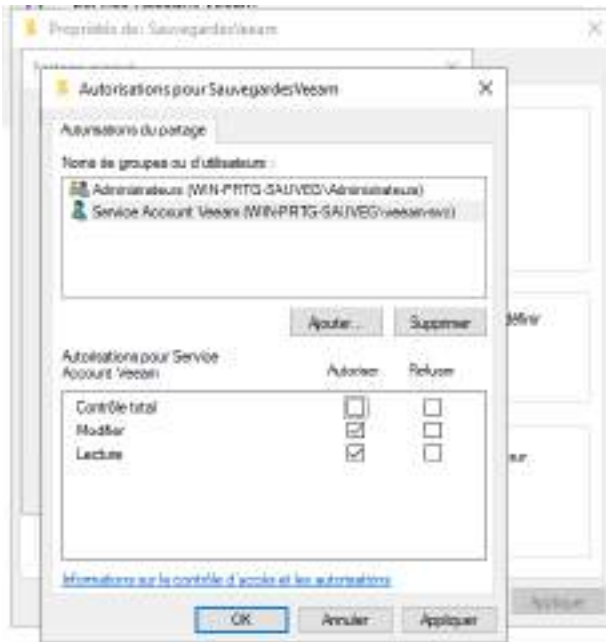 Propriétés de : SauvegardesVeeam
Autorisations pour SauvegardesVeeam
Autorisations du partage
Noms de groupes ou d'utilisateurs :
Administrateurs (WIN-PRTG-SAUVEG\Administrateurs)
Service Account Veeam (WIN-PRTG-SAUVEG\veeam-svc)
Ajouter...
Supprimer
définir
Autorisations pour Service
Account Veeam
Autoriser
Refuser
Contrôle total
Modifier
Lecture
eur
Informations sur le contrôle d'accès et les autorisations
OK
Annuler
Appliquer
Appliquer